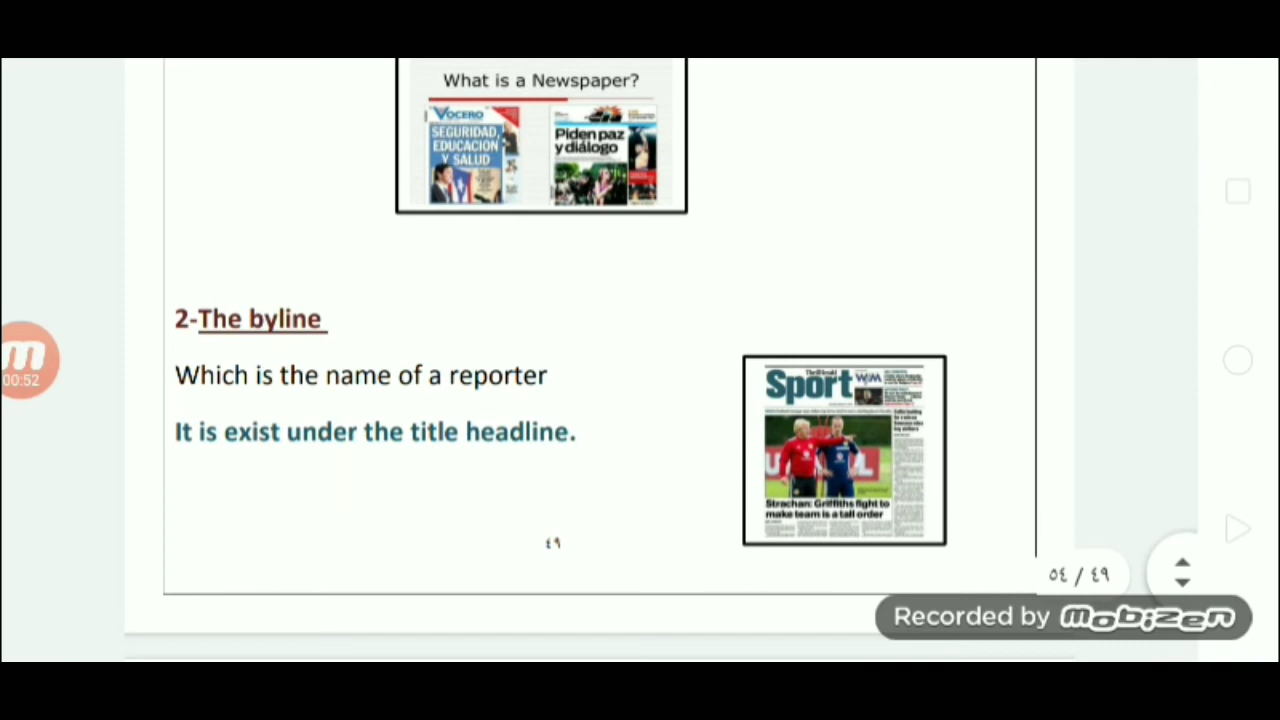 What is a Newspaper?
VOCERO
SEGURIDAD,
EDUCACION
Y SALUD
Piden paz
y diálogo
2-The byline
Which is the name of a reporter
It is exist under the title headline.
The Herald
Sport
Strachan: Griffiths fight to
make team is a tall order
٤٩
٥٤ / ٤٩
00:52
Recorded by mobizen